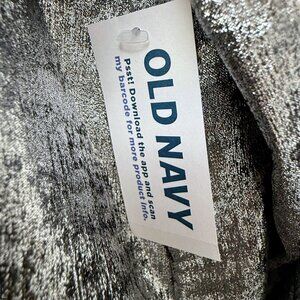 OLD NAVY
Psst! Download the app and scan
my barcode for more product info.